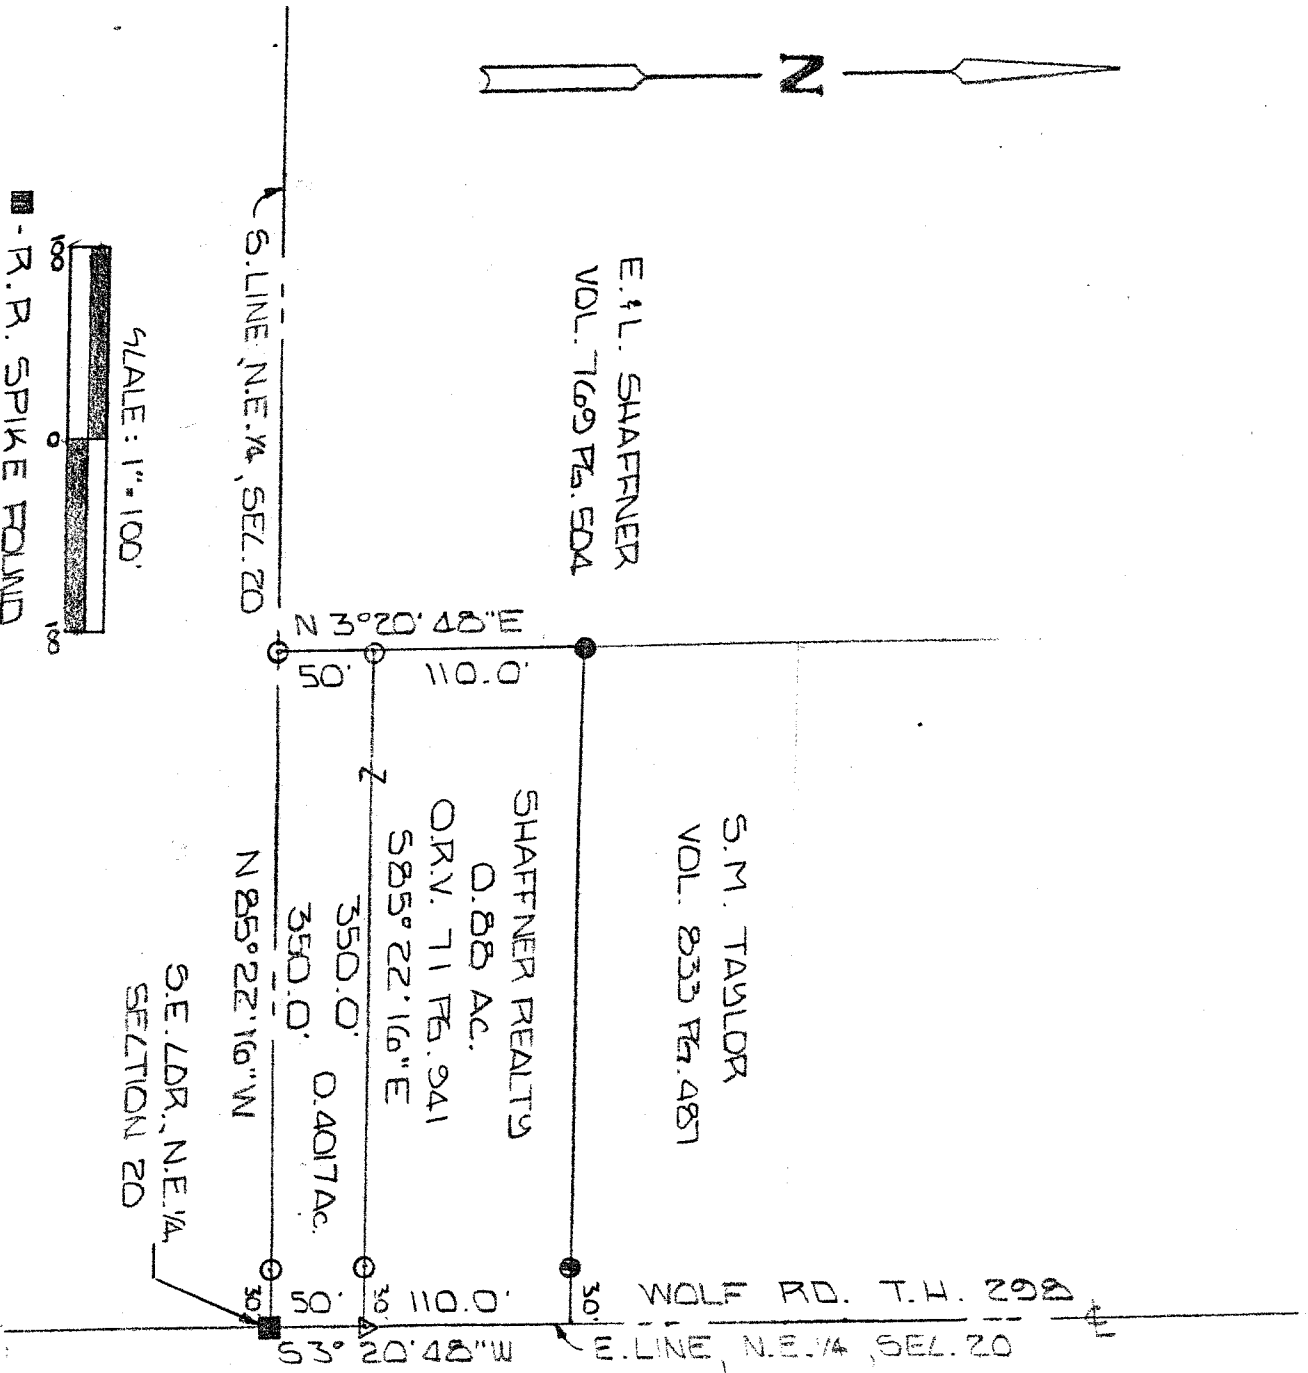 N
E. & L. SHAFFNER
VOL. 769 PG. 504
S. LINE, N.E. ¼, SEC. 20
SCALE: 1"=100'
100 0 100
■ - R.R. SPIKE FOUND
N 3°20'48"E
50' 110.0'
S.M. TAYLOR
VOL. 833 PG. 487
SHAFFNER REALTY
0.88 AC.
O.R.V. 71 PG. 941
S85°22'16"E
350.0'
350.0' 0.4017 Ac.
N85°22'16"W
S.E. COR., N.E. ¼
SECTION 20
30' 30' 30'
50' 110.0'
WOLF RD. T.H. 298 ℄
S3°20'48"W
E. LINE, N.E. ¼, SEC. 20